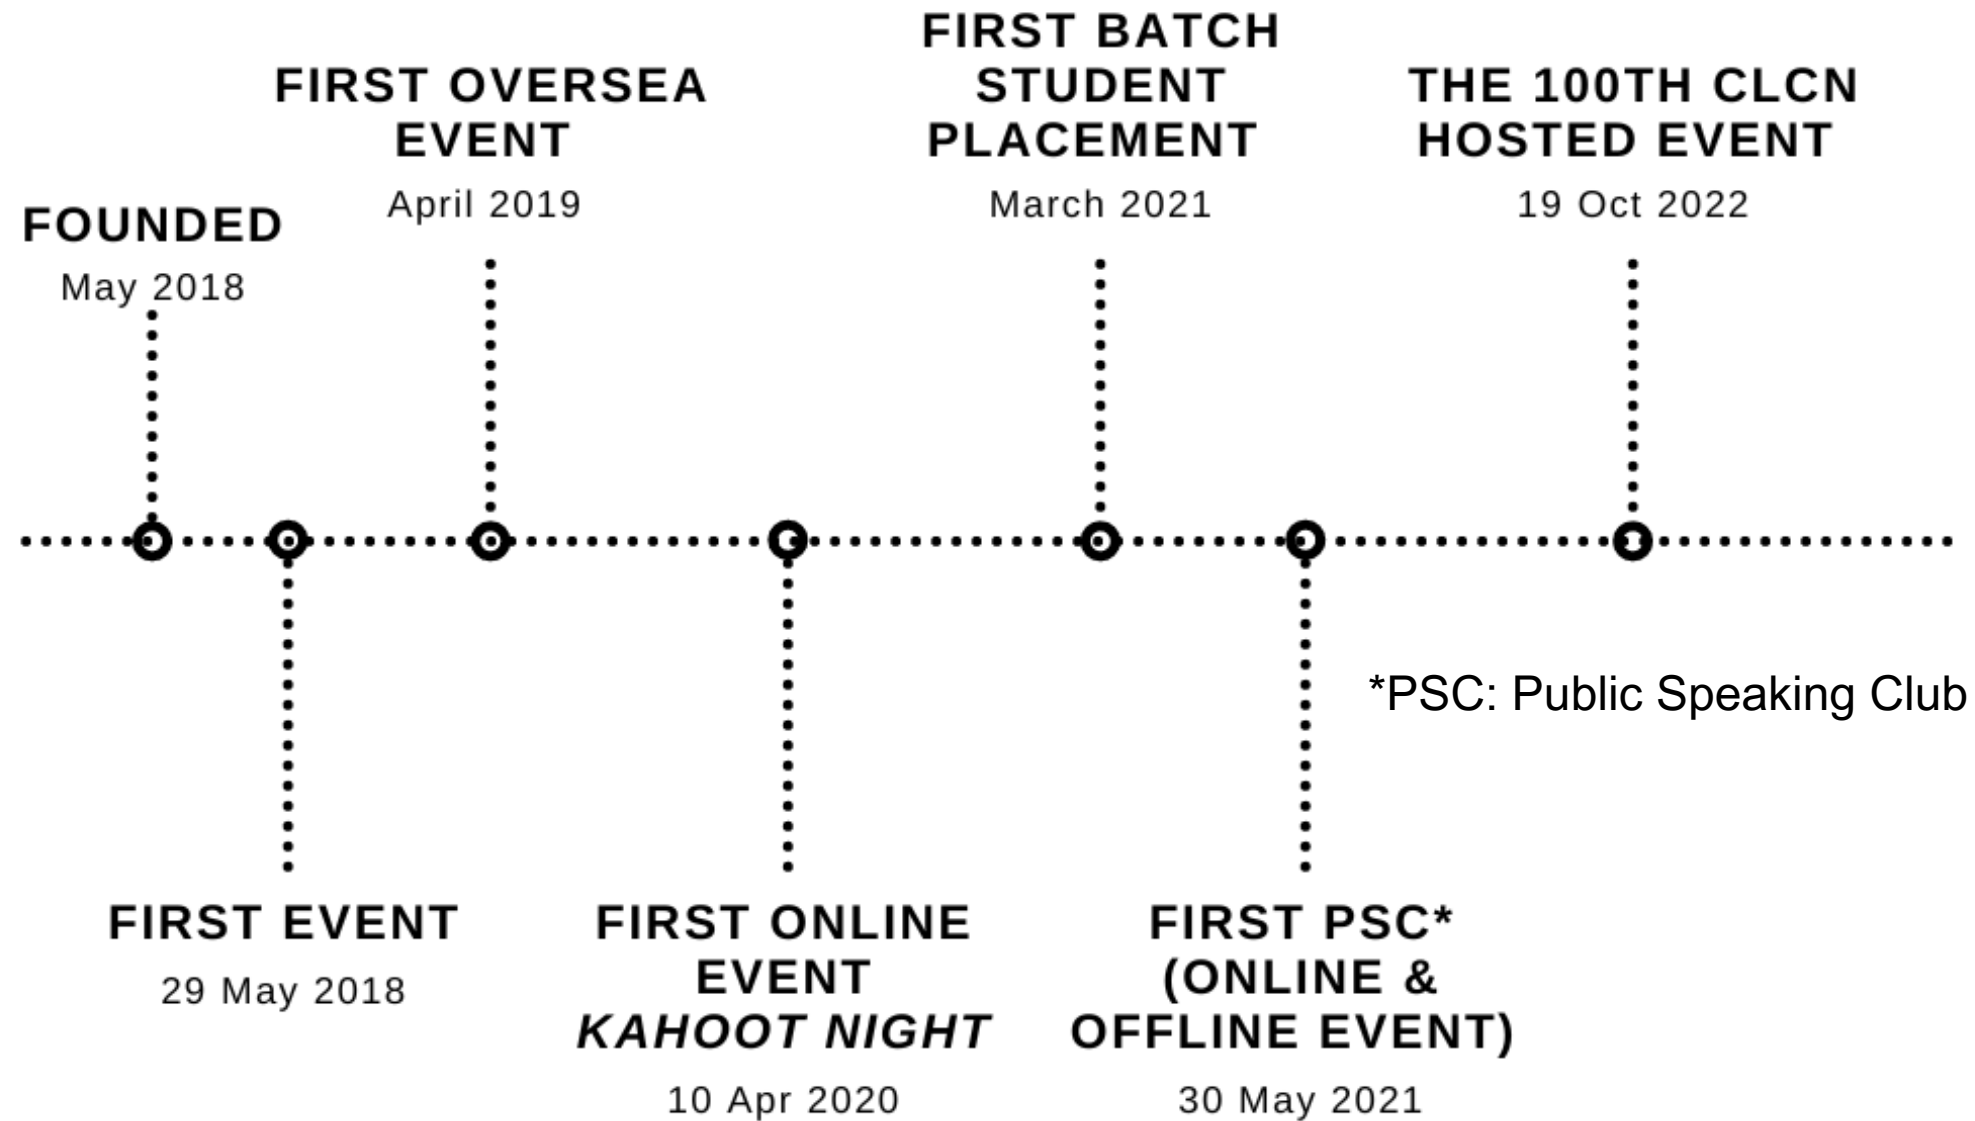 FOUNDED
May 2018
FIRST EVENT
29 May 2018
FIRST OVERSEA
EVENT
April 2019
FIRST ONLINE
EVENT
KAHOOT NIGHT
10 Apr 2020
FIRST BATCH
STUDENT
PLACEMENT
March 2021
FIRST PSC*
(ONLINE &
OFFLINE EVENT)
30 May 2021
THE 100TH CLCN
HOSTED EVENT
19 Oct 2022
*PSC: Public Speaking Club